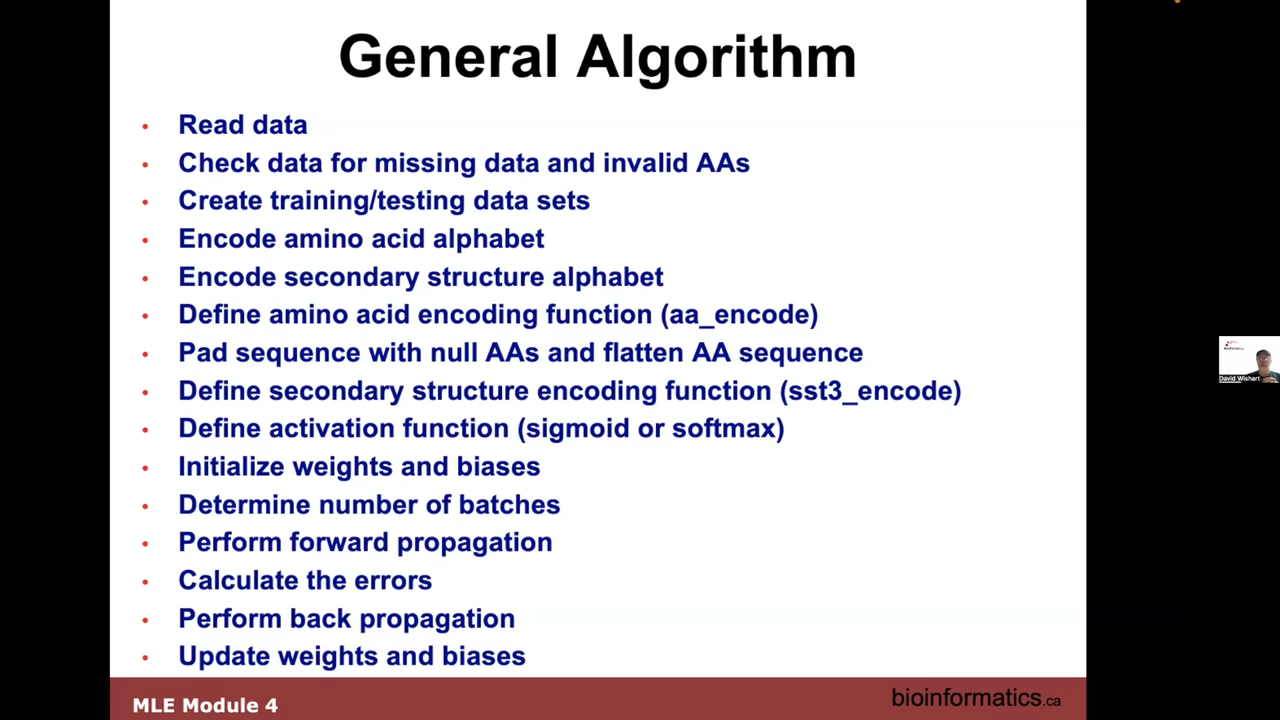 General Algorithm
• Read data
• Check data for missing data and invalid AAs
• Create training/testing data sets
• Encode amino acid alphabet
• Encode secondary structure alphabet
• Define amino acid encoding function (aa_encode)
• Pad sequence with null AAs and flatten AA sequence
• Define secondary structure encoding function (sst3_encode)
• Define activation function (sigmoid or softmax)
• Initialize weights and biases
• Determine number of batches
• Perform forward propagation
• Calculate the errors
• Perform back propagation
• Update weights and biases
MLE Module 4
bioinformatics.ca
David Wishart